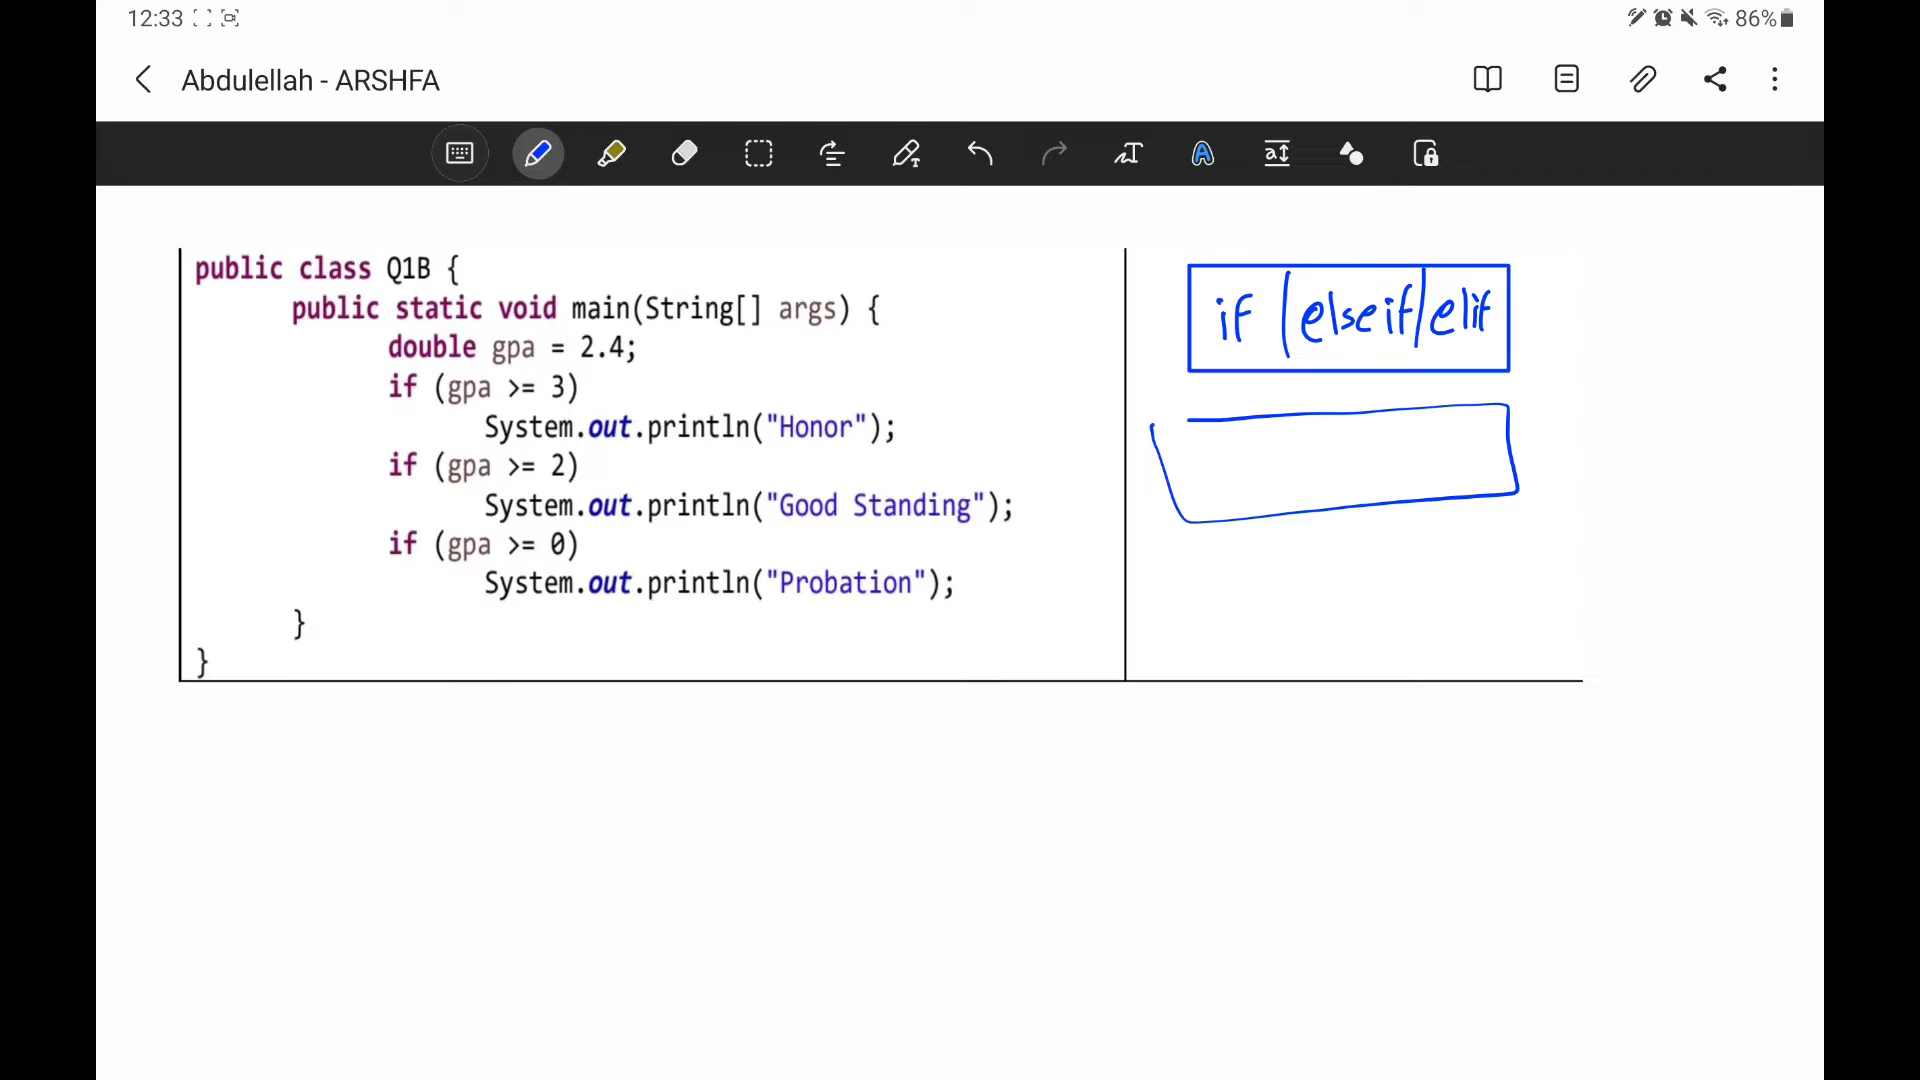 12:33
86%
Abdulellah - ARSHFA
public class Q1B {
public static void main(String[] args) {
double gpa = 2.4;
if (gpa >= 3)
System.out.println("Honor");
if (gpa >= 2)
System.out.println("Good Standing");
if (gpa >= 0)
System.out.println("Probation");
}
}
if | else if | elif